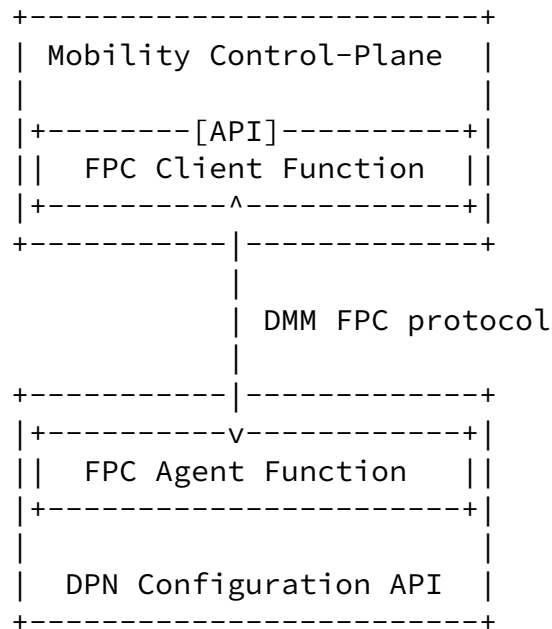 Mobility Control-Plane
[API]
FPC Client Function
DMM FPC protocol
FPC Agent Function
DPN Configuration API